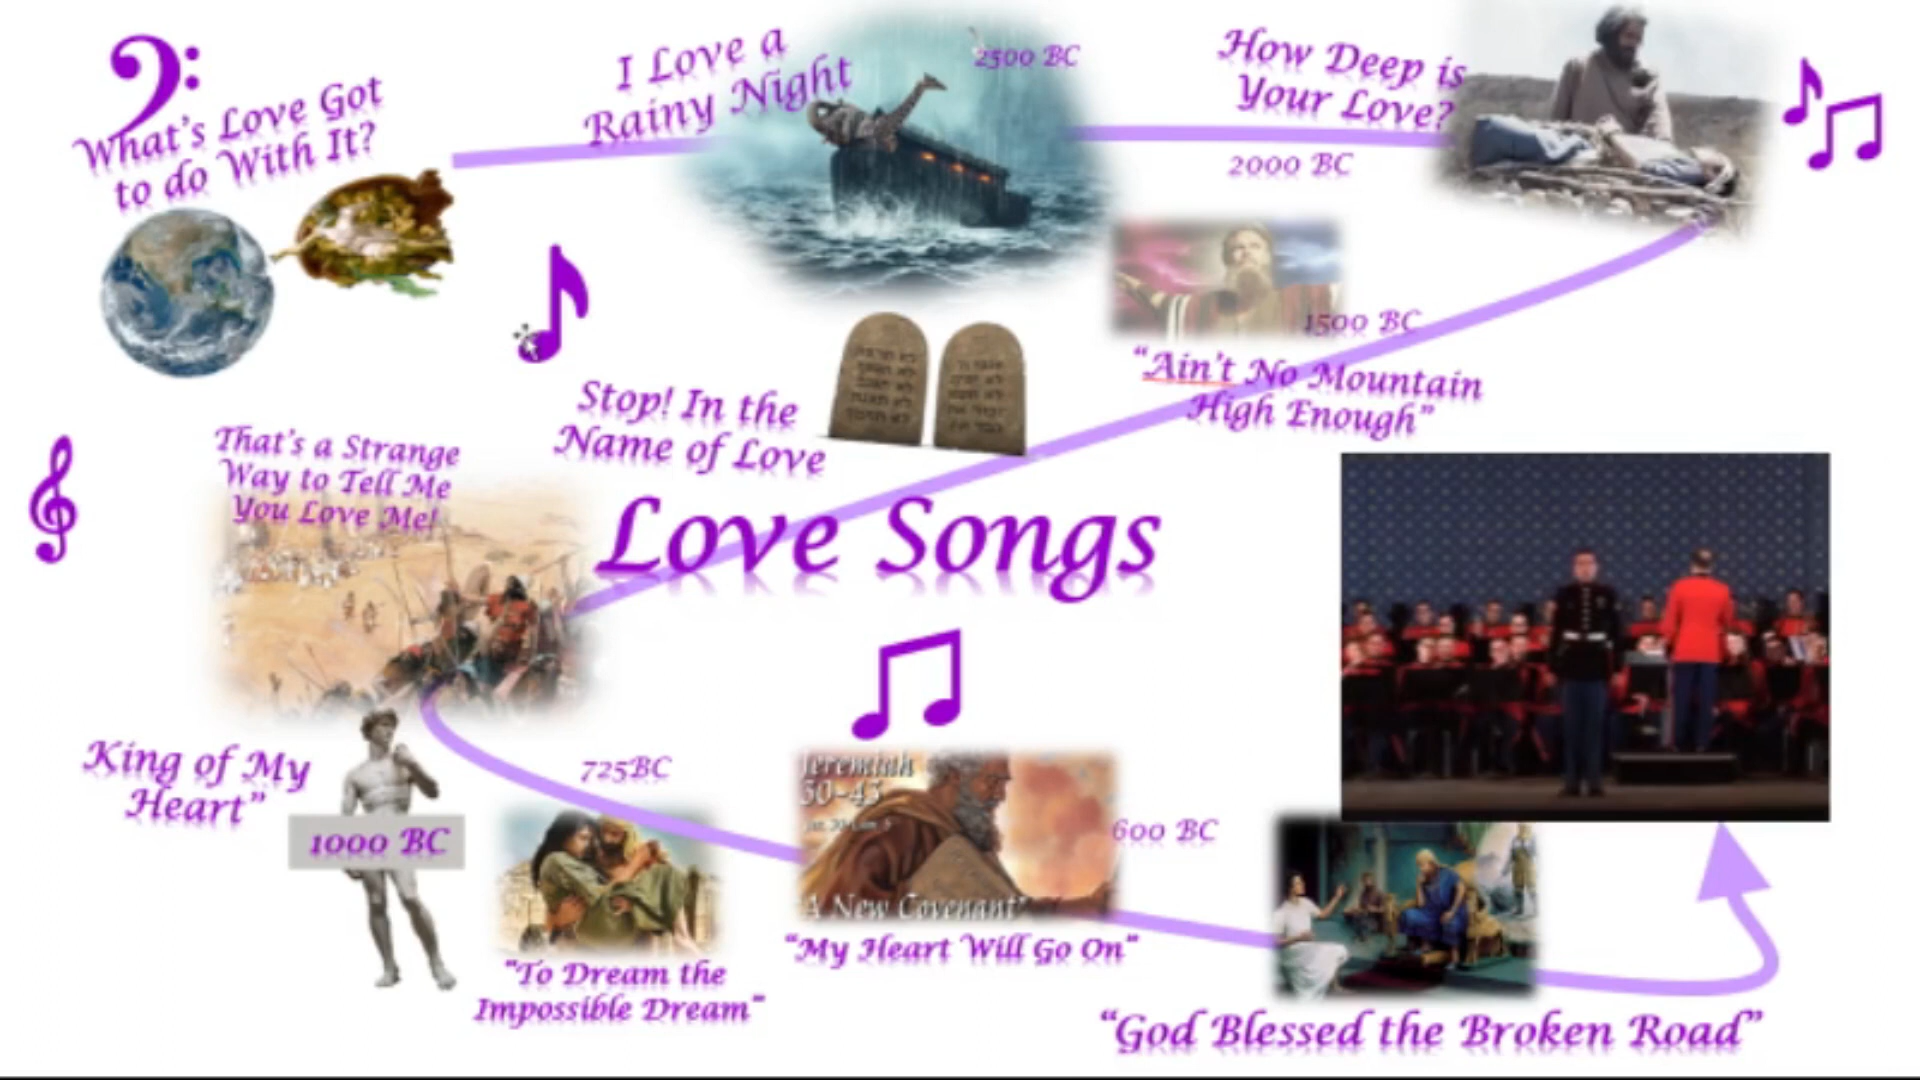 What's Love Got
to do With It?
I Love a
Rainy Night
2500 BC
How Deep is
Your Love?
2000 BC
1500 BC
"Ain't No Mountain
High Enough"
Stop! In the
Name of Love
That's a Strange
Way to Tell Me
You Love Me!
Love Songs
King of My
Heart"
1000 BC
725BC
"To Dream the
Impossible Dream"
Jeremiah
30-43
A New Covenant"
600 BC
"My Heart Will Go On"
"God Blessed the Broken Road"